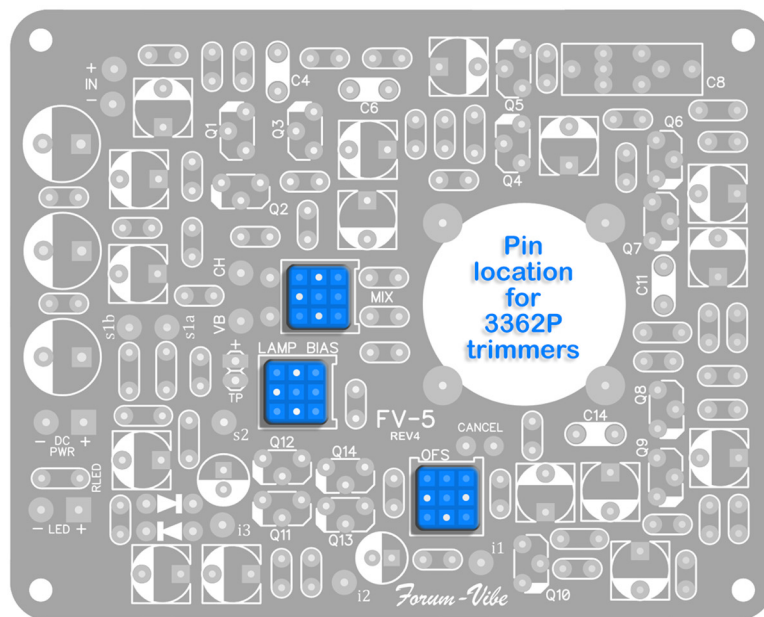 +
IN
−
C4
C6
Q1
Q3
Q2
Q5
Q4
C8
Q6
Q7
C11
Pin
location
for
3362P
trimmers
CH
VB
MIX
s1b
s1a
LAMP BIAS
+
−
TP
s2
FV-5
REV4
CANCEL
C14
Q8
Q9
− DC +
PWR
RLED
− LED +
Q12
Q14
Q11
Q13
OFS
i3
i1
i2
Q10
Forum-Vibe